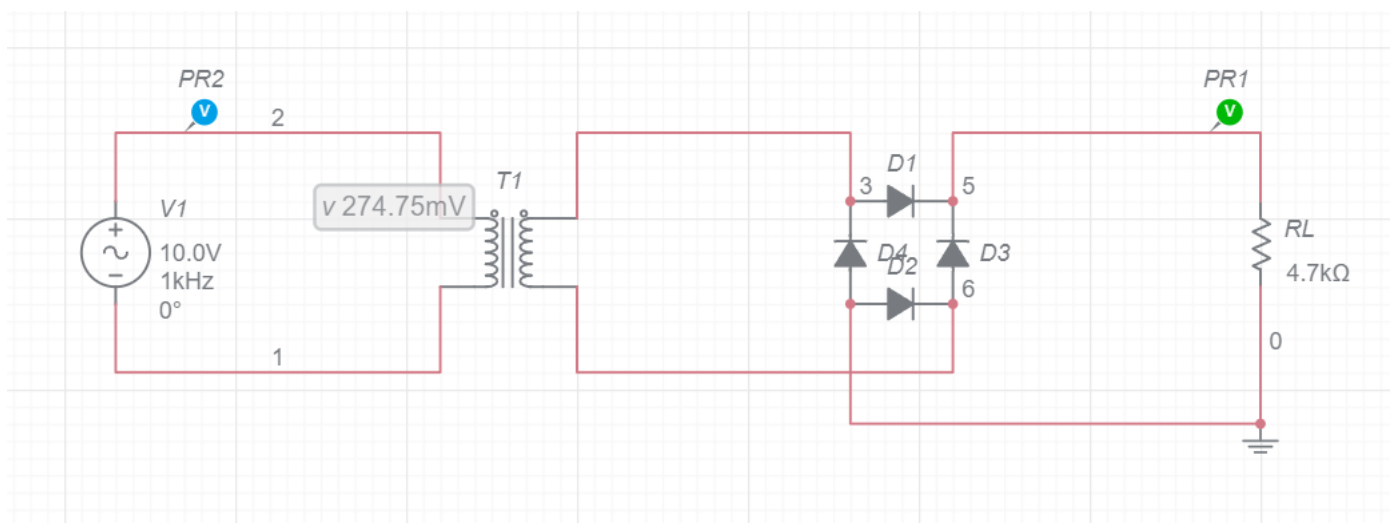 PR2
PR1
V
V
2
T1
D1
3
5
v 274.75mV
V1
+
10.0V
1kHz
0°
D4
D2
D3
6
RL
4.7kΩ
0
1